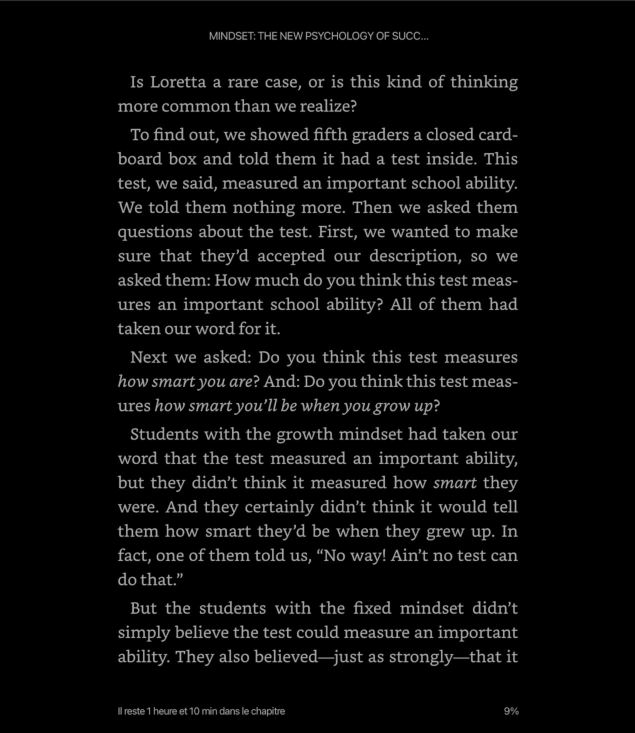 MINDSET: THE NEW PSYCHOLOGY OF SUCC...
Is Loretta a rare case, or is this kind of thinking
more common than we realize?
To find out, we showed fifth graders a closed card-
board box and told them it had a test inside. This
test, we said, measured an important school ability.
We told them nothing more. Then we asked them
questions about the test. First, we wanted to make
sure that they’d accepted our description, so we
asked them: How much do you think this test meas-
ures an important school ability? All of them had
taken our word for it.
Next we asked: Do you think this test measures
how smart you are? And: Do you think this test meas-
ures how smart you’ll be when you grow up?
Students with the growth mindset had taken our
word that the test measured an important ability,
but they didn’t think it measured how smart they
were. And they certainly didn’t think it would tell
them how smart they’d be when they grew up. In
fact, one of them told us, “No way! Ain’t no test can
do that.”
But the students with the fixed mindset didn’t
simply believe the test could measure an important
ability. They also believed—just as strongly—that it
Il reste 1 heure et 10 min dans le chapitre
9%